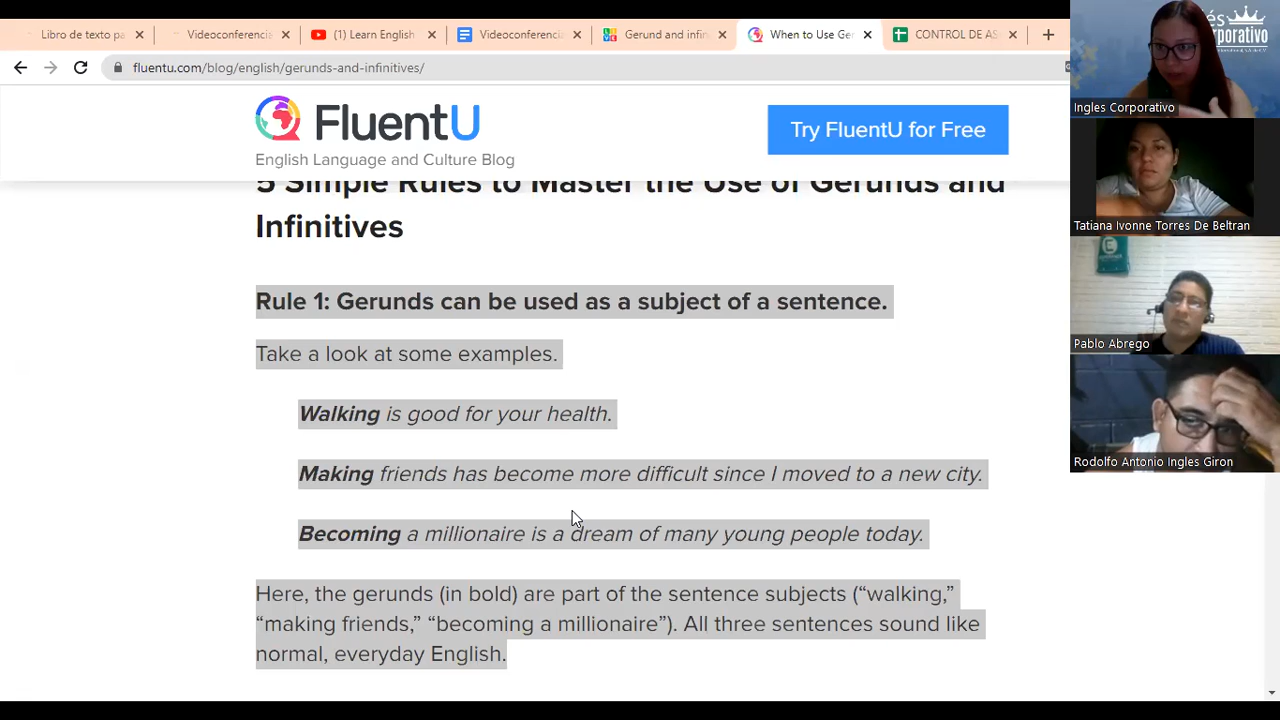 Libro de texto pa
Videoconferencia
(1) Learn English
Videoconferencia
Gerund and infin
When to Use Ger
CONTROL DE AS
fluentu.com/blog/english/gerunds-and-infinitives/
FluentU
English Language and Culture Blog
Try FluentU for Free
5 Simple Rules to Master the Use of Gerunds and
Infinitives
Rule 1: Gerunds can be used as a subject of a sentence.
Take a look at some examples.
Walking is good for your health.
Making friends has become more difficult since I moved to a new city.
Becoming a millionaire is a dream of many young people today.
Here, the gerunds (in bold) are part of the sentence subjects (“walking,”
“making friends,” “becoming a millionaire”). All three sentences sound like
normal, everyday English.
Ingles Corporativo
Tatiana Ivonne Torres De Beltran
Pablo Abrego
Rodolfo Antonio Ingles Giron